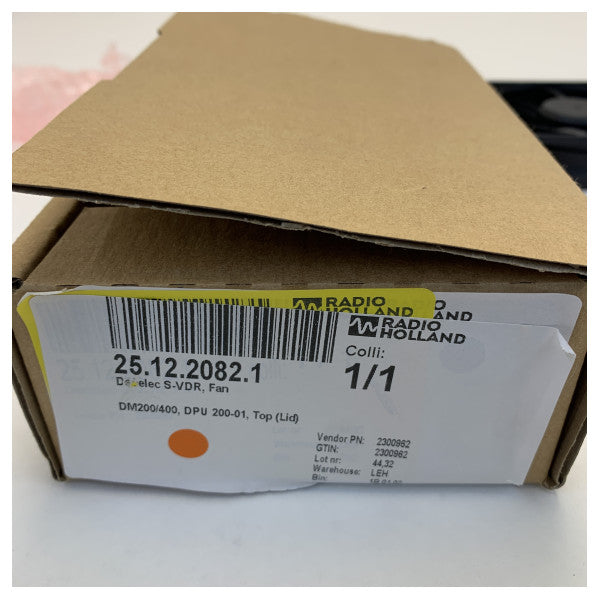 RADIO
HOLLAND
RADIO
HOLLAND
25.12.2082.1
Colli:
1/1
S-VDR, Fan
DM200/400, DPU 200-01, Top (Lid)
Vendor PN: 2300962
GTIN: 2300962
Lot nr: 44,32
Warehouse: LEH
Bin: